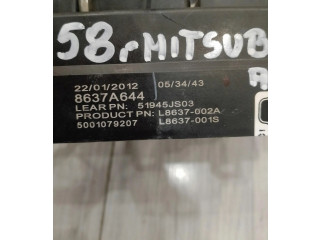 58r MITSUB
A
22/01/2012 05/34/43
8637A644
LEAR PN: 51945JS03
PRODUCT PN: L8637-002A
5001079207 L8637-001S